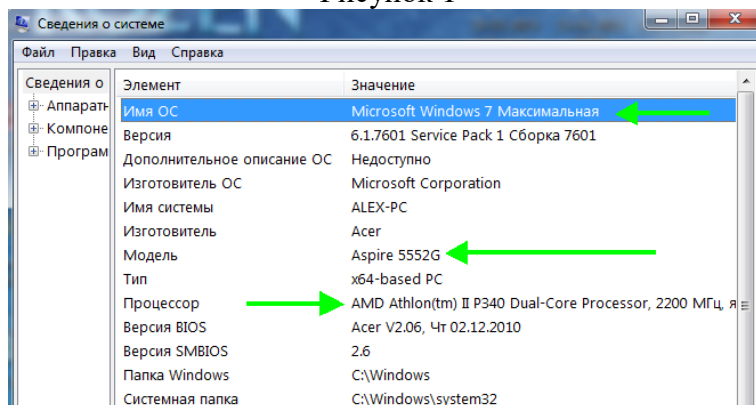 Рисунок 1
Сведения о системе
Файл Правка Вид Справка
Сведения о
Аппаратн
Компоне
Програм
Элемент Значение
Имя ОС Microsoft Windows 7 Максимальная
Версия 6.1.7601 Service Pack 1 Сборка 7601
Дополнительное описание ОС Недоступно
Изготовитель ОС Microsoft Corporation
Имя системы ALEX-PC
Изготовитель Acer
Модель Aspire 5552G
Тип x64-based PC
Процессор AMD Athlon(tm) II P340 Dual-Core Processor, 2200 МГц, я
Версия BIOS Acer V2.06, Чт 02.12.2010
Версия SMBIOS 2.6
Папка Windows C:\Windows
Системная папка C:\Windows\system32